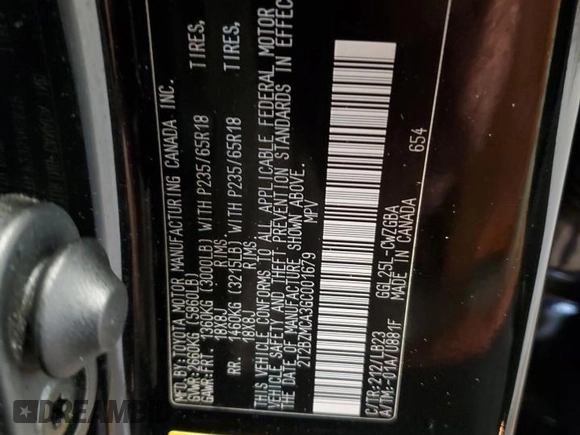 MFD.BY:TOYOTA MOTOR MANUFACTURING CANADA INC.
GVWR:2660KG (5860LB)
GAWR:FRT. 1360KG (3000LB) WITH P235/65R18 TIRES,
18X8J RIMS
RR 1460KG (3215LB) WITH P235/65R18 TIRES,
18X8J RIMS
THIS VEHICLE CONFORMS TO ALL APPLICABLE FEDERAL MOTOR
VEHICLE SAFETY AND THEFT PREVENTION STANDARDS IN EFFECT
ON THE DATE OF MANUFACTURE SHOWN ABOVE.
2T2BZMCA3GC001679 MPV
654
C/TR:212/LB23 GGL25L-CWZGBA
A/TM:-01A/U881F MADE IN CANADA